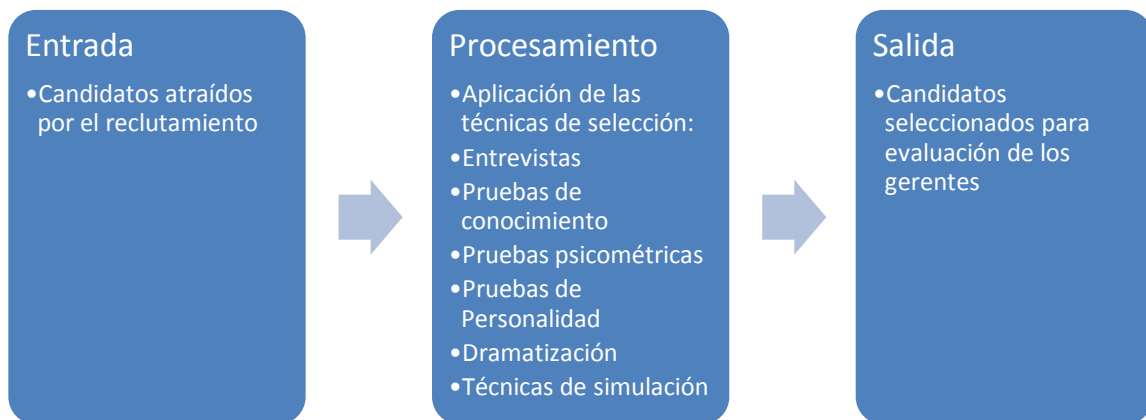 Entrada
•Candidatos atraídos
por el reclutamiento
Procesamiento
•Aplicación de las
técnicas de selección:
•Entrevistas
•Pruebas de
conocimiento
•Pruebas psicométricas
•Pruebas de
Personalidad
•Dramatización
•Técnicas de simulación
Salida
•Candidatos
seleccionados para
evaluación de los
gerentes